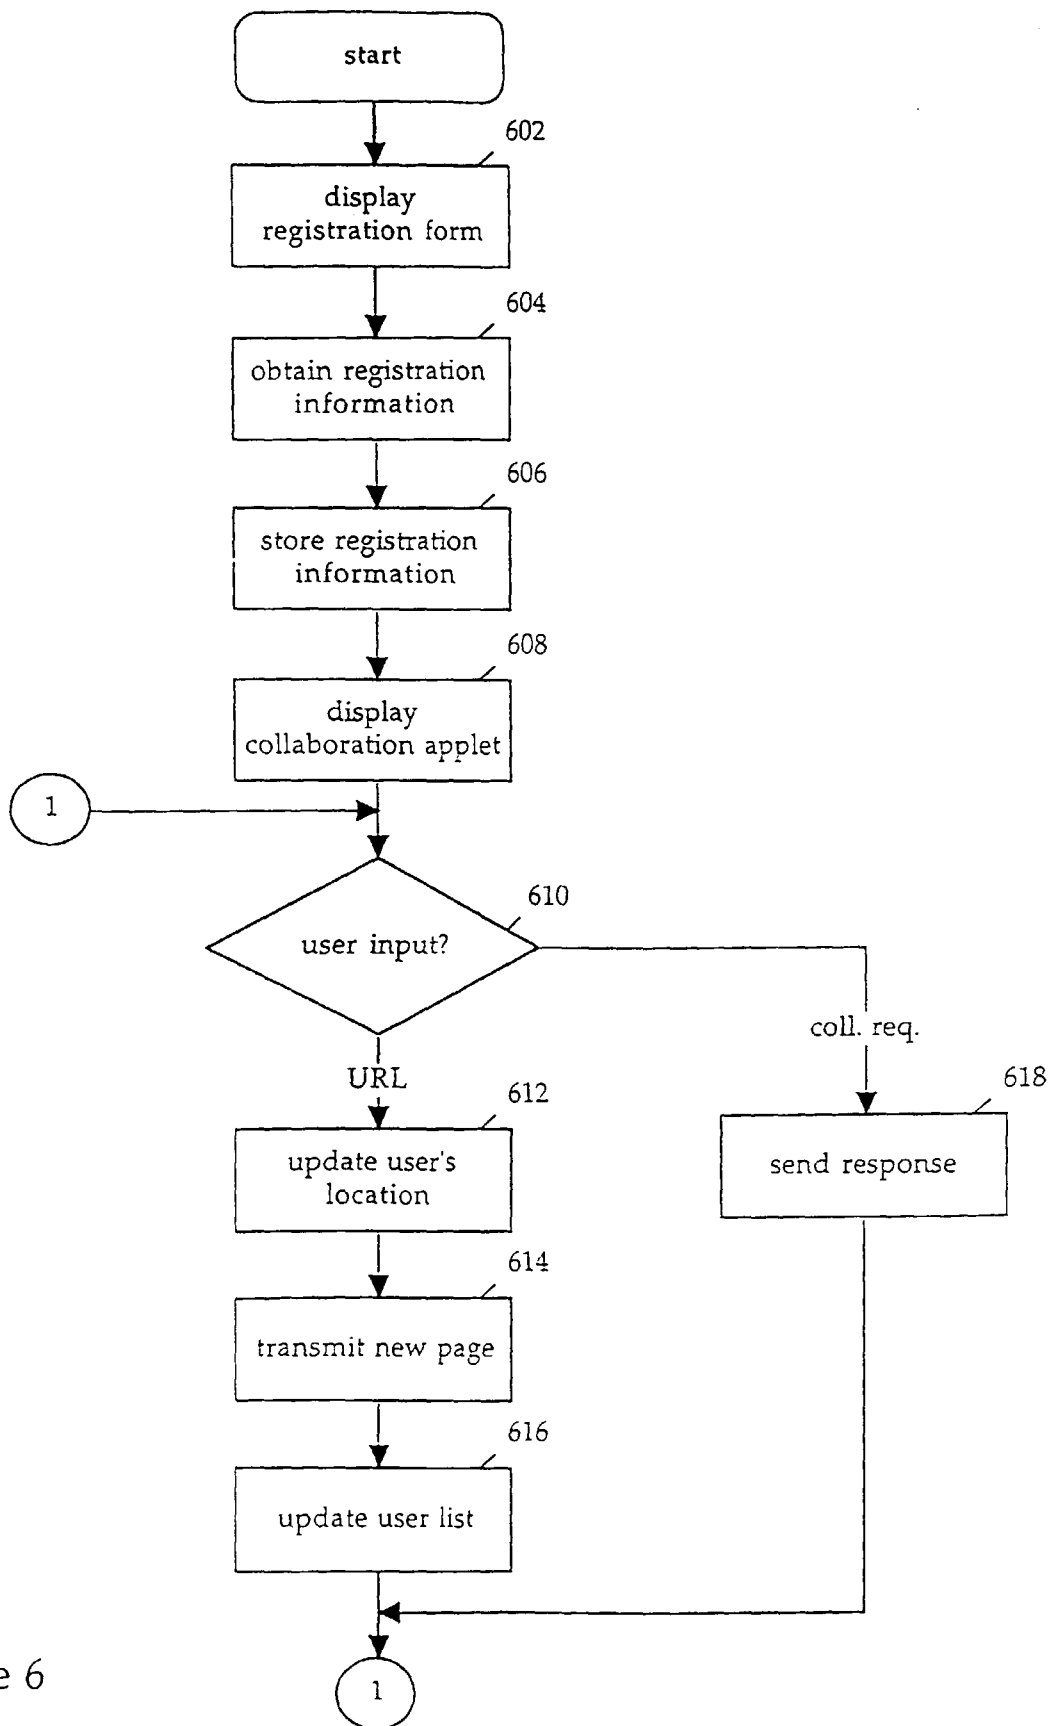 start
602
display
registration form
604
obtain registration
information
606
store registration
information
608
display
collaboration applet
1
610
user input?
coll. req.
URL
612
618
update user's
location
send response
614
transmit new page
616
update user list
e 6
1